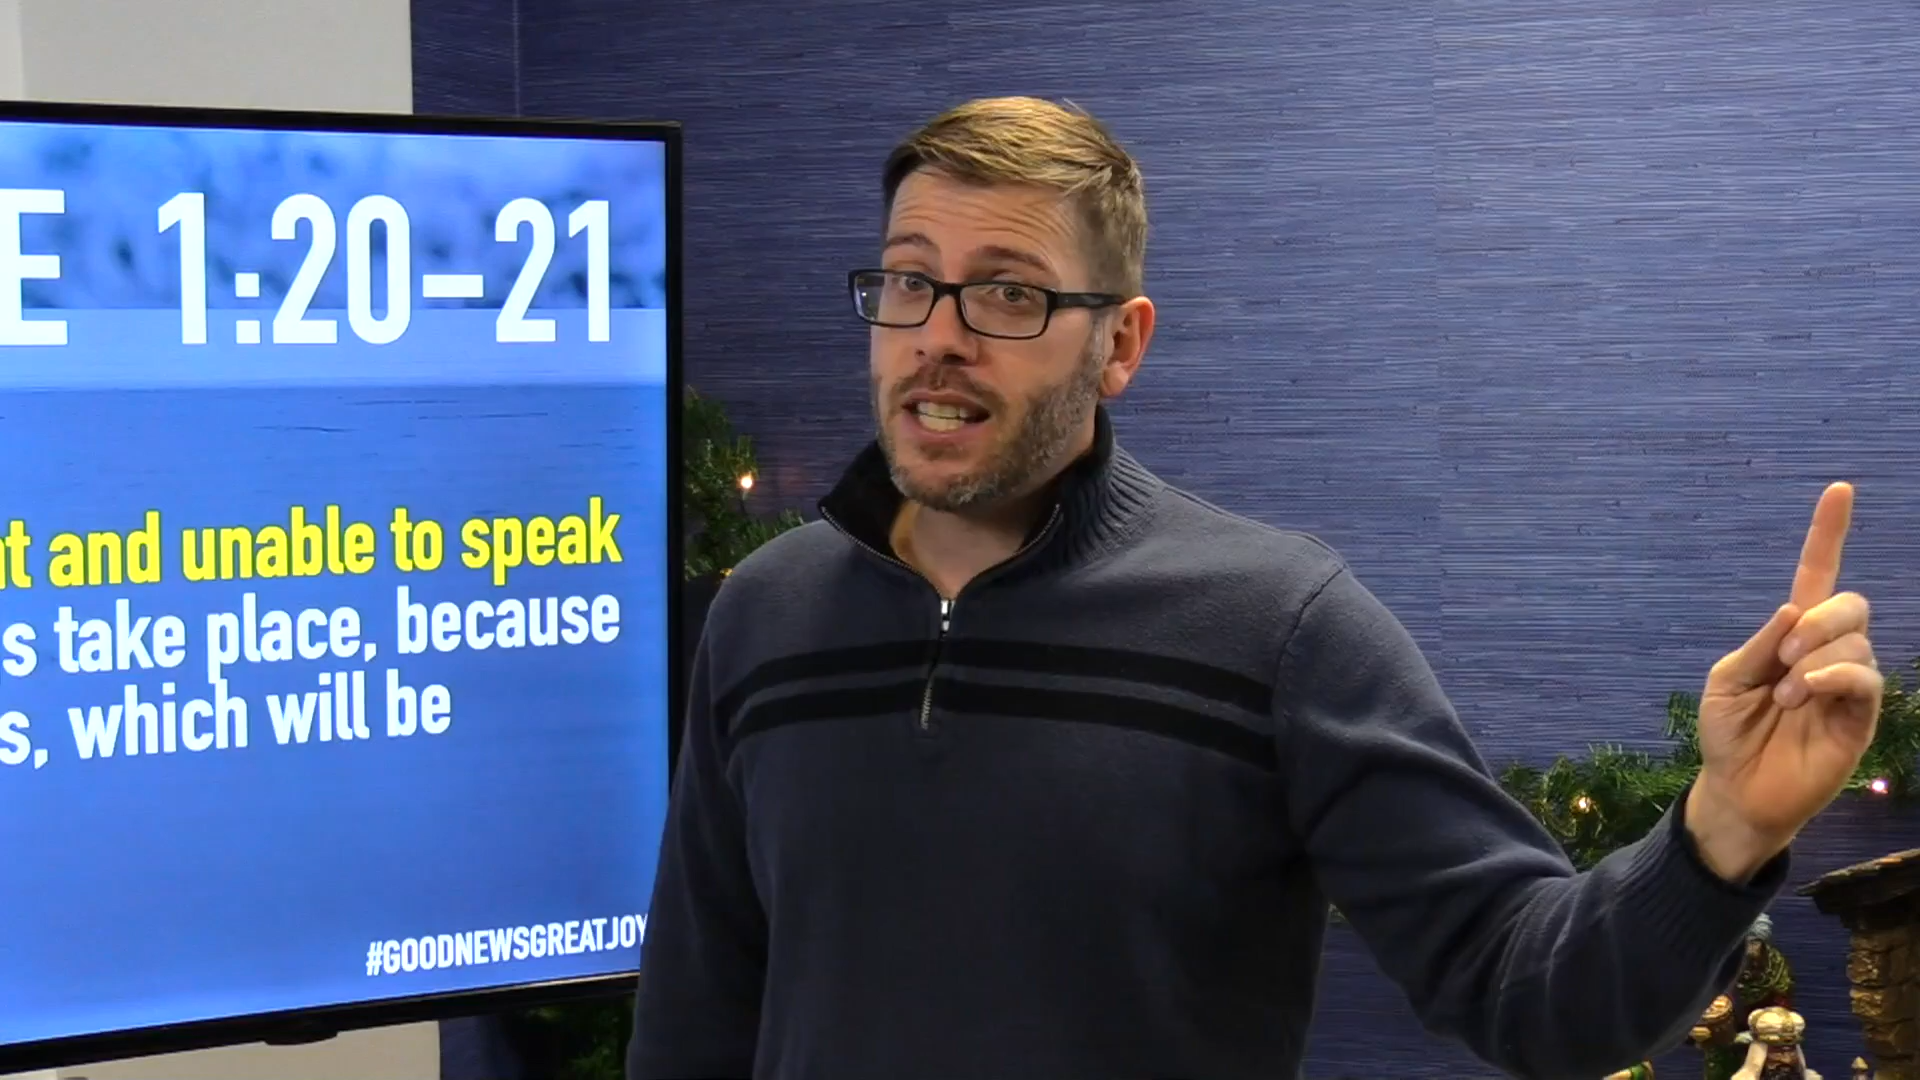 E 1:20-21
and unable to speak
s take place, because
s, which will be
#GOODNEWSGREATJOY